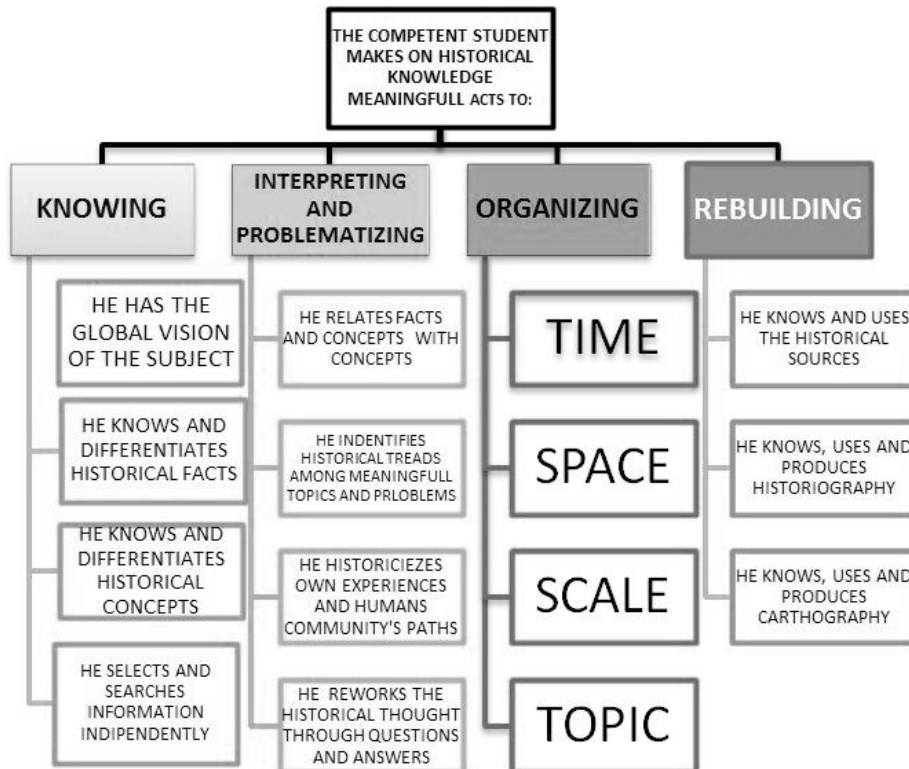 THE COMPETENT STUDENT
MAKES ON HISTORICAL
KNOWLEDGE
MEANINGFULL ACTS TO:
KNOWING
HE HAS THE
GLOBAL VISION
OF THE SUBJECT
HE KNOWS AND
DIFFERENTIATES
HISTORICAL FACTS
HE KNOWS AND
DIFFERENTIATES
HISTORICAL
CONCEPTS
HE SELECTS AND
SEARCHES
INFORMATION
INDIPENDENTLY
INTERPRETING
AND
PROBLEMATIZING
HE RELATES FACTS
AND CONCEPTS WITH
CONCEPTS
HE INDENTIFIES
HISTORICAL TREADS
AMONG MEANINGFULL
TOPICS AND PRLOBLEMS
HE HISTORICIEZES
OWN EXPERIENCES
AND HUMANS
COMMUNITY'S PATHS
HE REWORKS THE
HISTORICAL THOUGHT
THROUGH QUESTIONS
AND ANSWERS
ORGANIZING
TIME
SPACE
SCALE
TOPIC
REBUILDING
HE KNOWS AND USES
THE HISTORICAL
SOURCES
HE KNOWS, USES AND
PRODUCES
HISTORIOGRAPHY
HE KNOWS, USES AND
PRODUCES
CARTHOGRAPHY